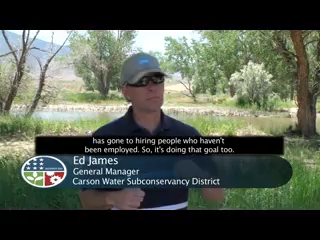 has gone to hiring people who haven't
been employed. So, it's doing that goal too.
Ed James
General Manager
Carson Water Subconservancy District